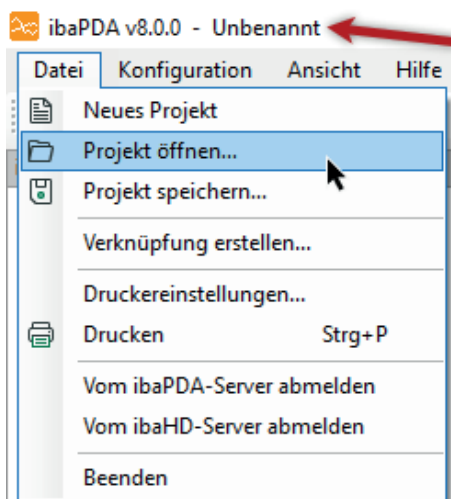 ibaPDA v8.0.0 - Unbenannt
Datei Konfiguration Ansicht Hilfe
Neues Projekt
Projekt öffnen...
Projekt speichern...
Verknüpfung erstellen...
Druckereinstellungen...
Drucken Strg+P
Vom ibaPDA-Server abmelden
Vom ibaHD-Server abmelden
Beenden